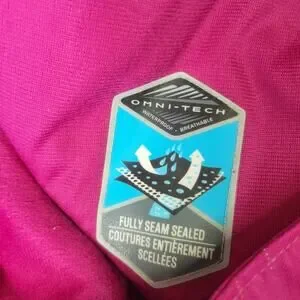 OMNI-TECH
WATERPROOF • BREATHABLE
FULLY SEAM SEALED
COUTURES ENTIÈREMENT
SCELLÉES